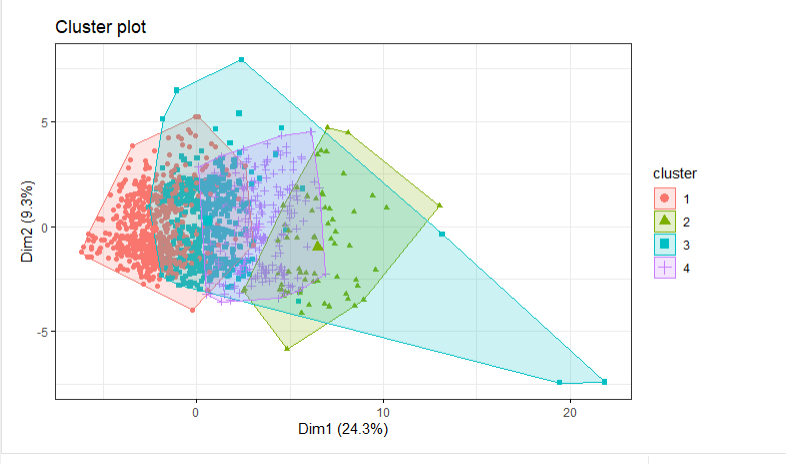 Cluster plot
5
0
-5
Dim2 (9.3%)
0
10
20
Dim1 (24.3%)
cluster
1
2
3
4